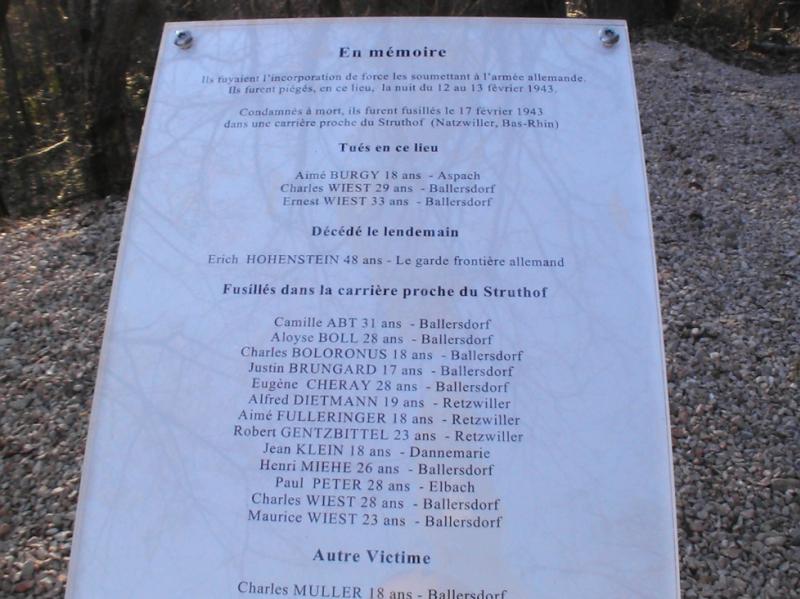 En mémoire
Ils fuyaient l'incorporation de force les soumettant à l'armée allemande.
Ils furent piégés, en ce lieu, la nuit du 12 au 13 février 1943.
Condamnés à mort, ils furent fusillés le 17 février 1943
dans une carrière proche du Struthof (Natzwiller, Bas-Rhin)
Tués en ce lieu
Aimé BURGY 18 ans - Aspach
Charles WIEST 29 ans - Ballersdorf
Ernest WIEST 33 ans - Ballersdorf
Décédé le lendemain
Erich HOHENSTEIN 48 ans - Le garde frontière allemand
Fusillés dans la carrière proche du Struthof
Camille ABT 31 ans - Ballersdorf
Aloyse BOLL 28 ans - Ballersdorf
Charles BOLORONUS 18 ans - Ballersdorf
Justin BRUNGARD 17 ans - Ballersdorf
Eugène CHERAY 28 ans - Ballersdorf
Alfred DIETMANN 19 ans - Retzwiller
Aimé FULLERINGER 18 ans - Retzwiller
Robert GENTZBITTEL 23 ans - Retzwiller
Jean KLEIN 18 ans - Dannemarie
Henri MIEHE 26 ans - Ballersdorf
Paul PETER 28 ans - Elbach
Charles WIEST 28 ans - Ballersdorf
Maurice WIEST 23 ans - Ballersdorf
Autre Victime
Charles MULLER 18 ans - Ballersdorf